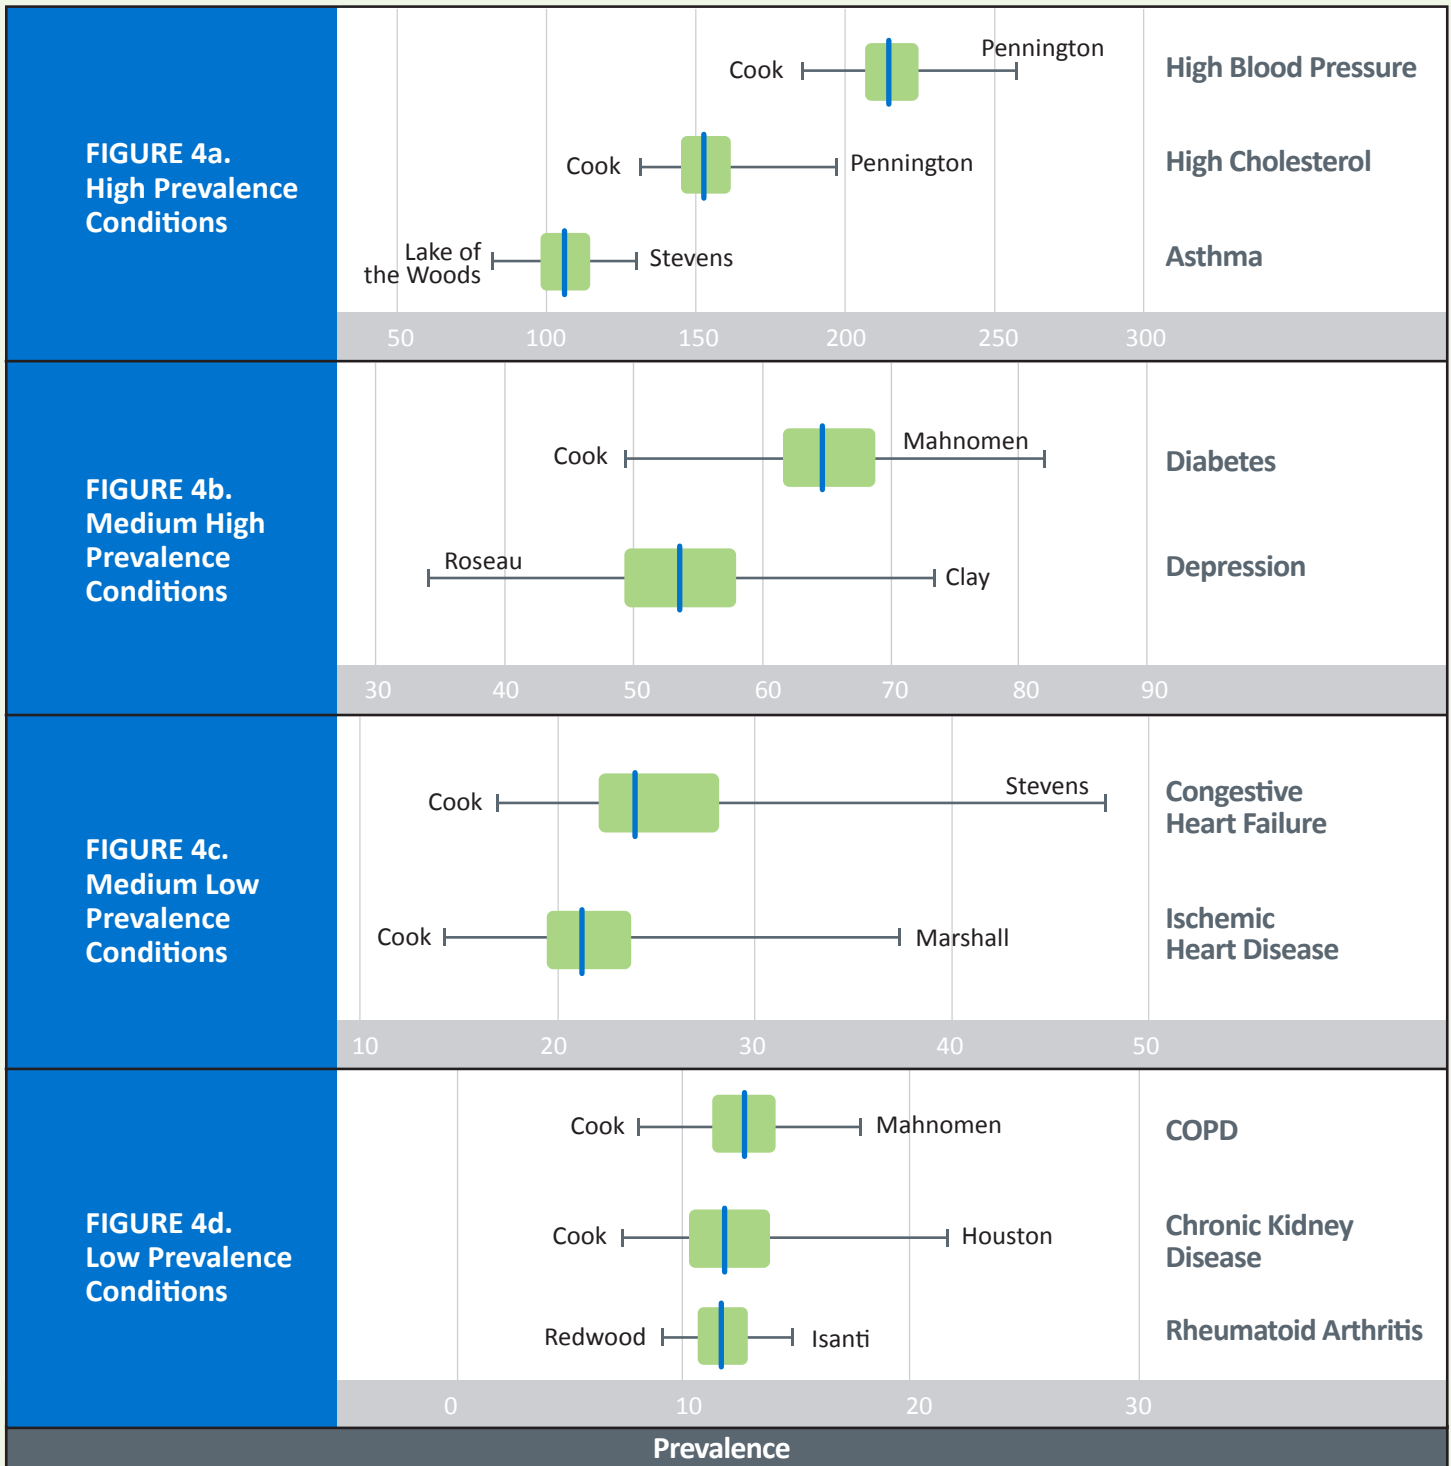 FIGURE 4a.
High Prevalence
Conditions
Cook
Pennington
High Blood Pressure
Cook
Pennington
High Cholesterol
Lake of
the Woods
Stevens
Asthma
50 100 150 200 250 300
FIGURE 4b.
Medium High
Prevalence
Conditions
Cook
Mahnomen
Diabetes
Roseau
Clay
Depression
30 40 50 60 70 80 90
FIGURE 4c.
Medium Low
Prevalence
Conditions
Cook
Stevens
Congestive
Heart Failure
Cook
Marshall
Ischemic
Heart Disease
10 20 30 40 50
FIGURE 4d.
Low Prevalence
Conditions
Cook
Mahnomen
COPD
Cook
Houston
Chronic Kidney
Disease
Redwood
Isanti
Rheumatoid Arthritis
0 10 20 30
Prevalence